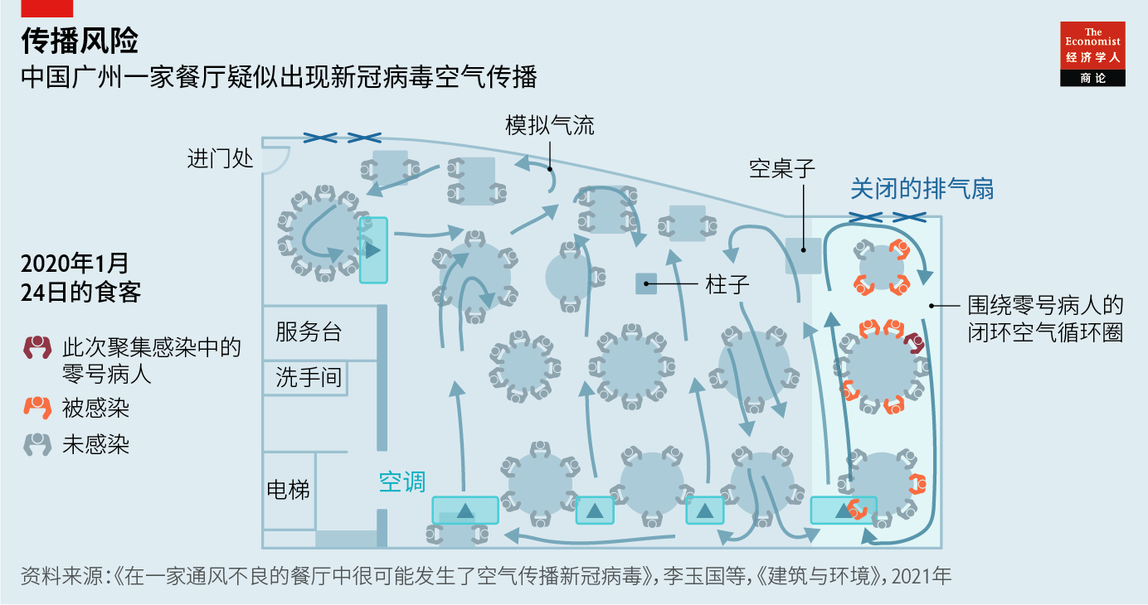 传播风险
中国广州一家餐厅疑似出现新冠病毒空气传播
The
Economist
经济学人
商论
模拟气流
进门处
空桌子
关闭的排气扇
2020年1月
24日的食客
柱子
围绕零号病人的
闭环空气循环圈
服务台
此次聚集感染中的
零号病人
洗手间
被感染
未感染
空调
电梯
资料来源:《在一家通风不良的餐厅中很可能发生了空气传播新冠病毒》,李玉国等,《建筑与环境》,2021年